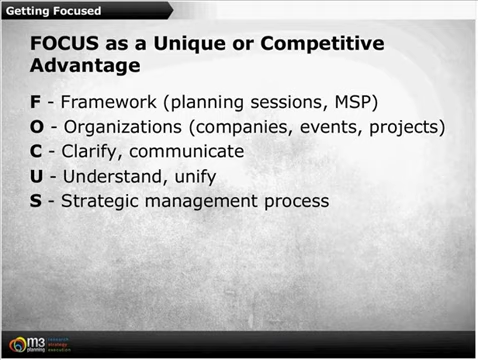 Getting Focused
FOCUS as a Unique or Competitive
Advantage
F - Framework (planning sessions, MSP)
O - Organizations (companies, events, projects)
C - Clarify, communicate
U - Understand, unify
S - Strategic management process
m3
planning
research
strategy
execution